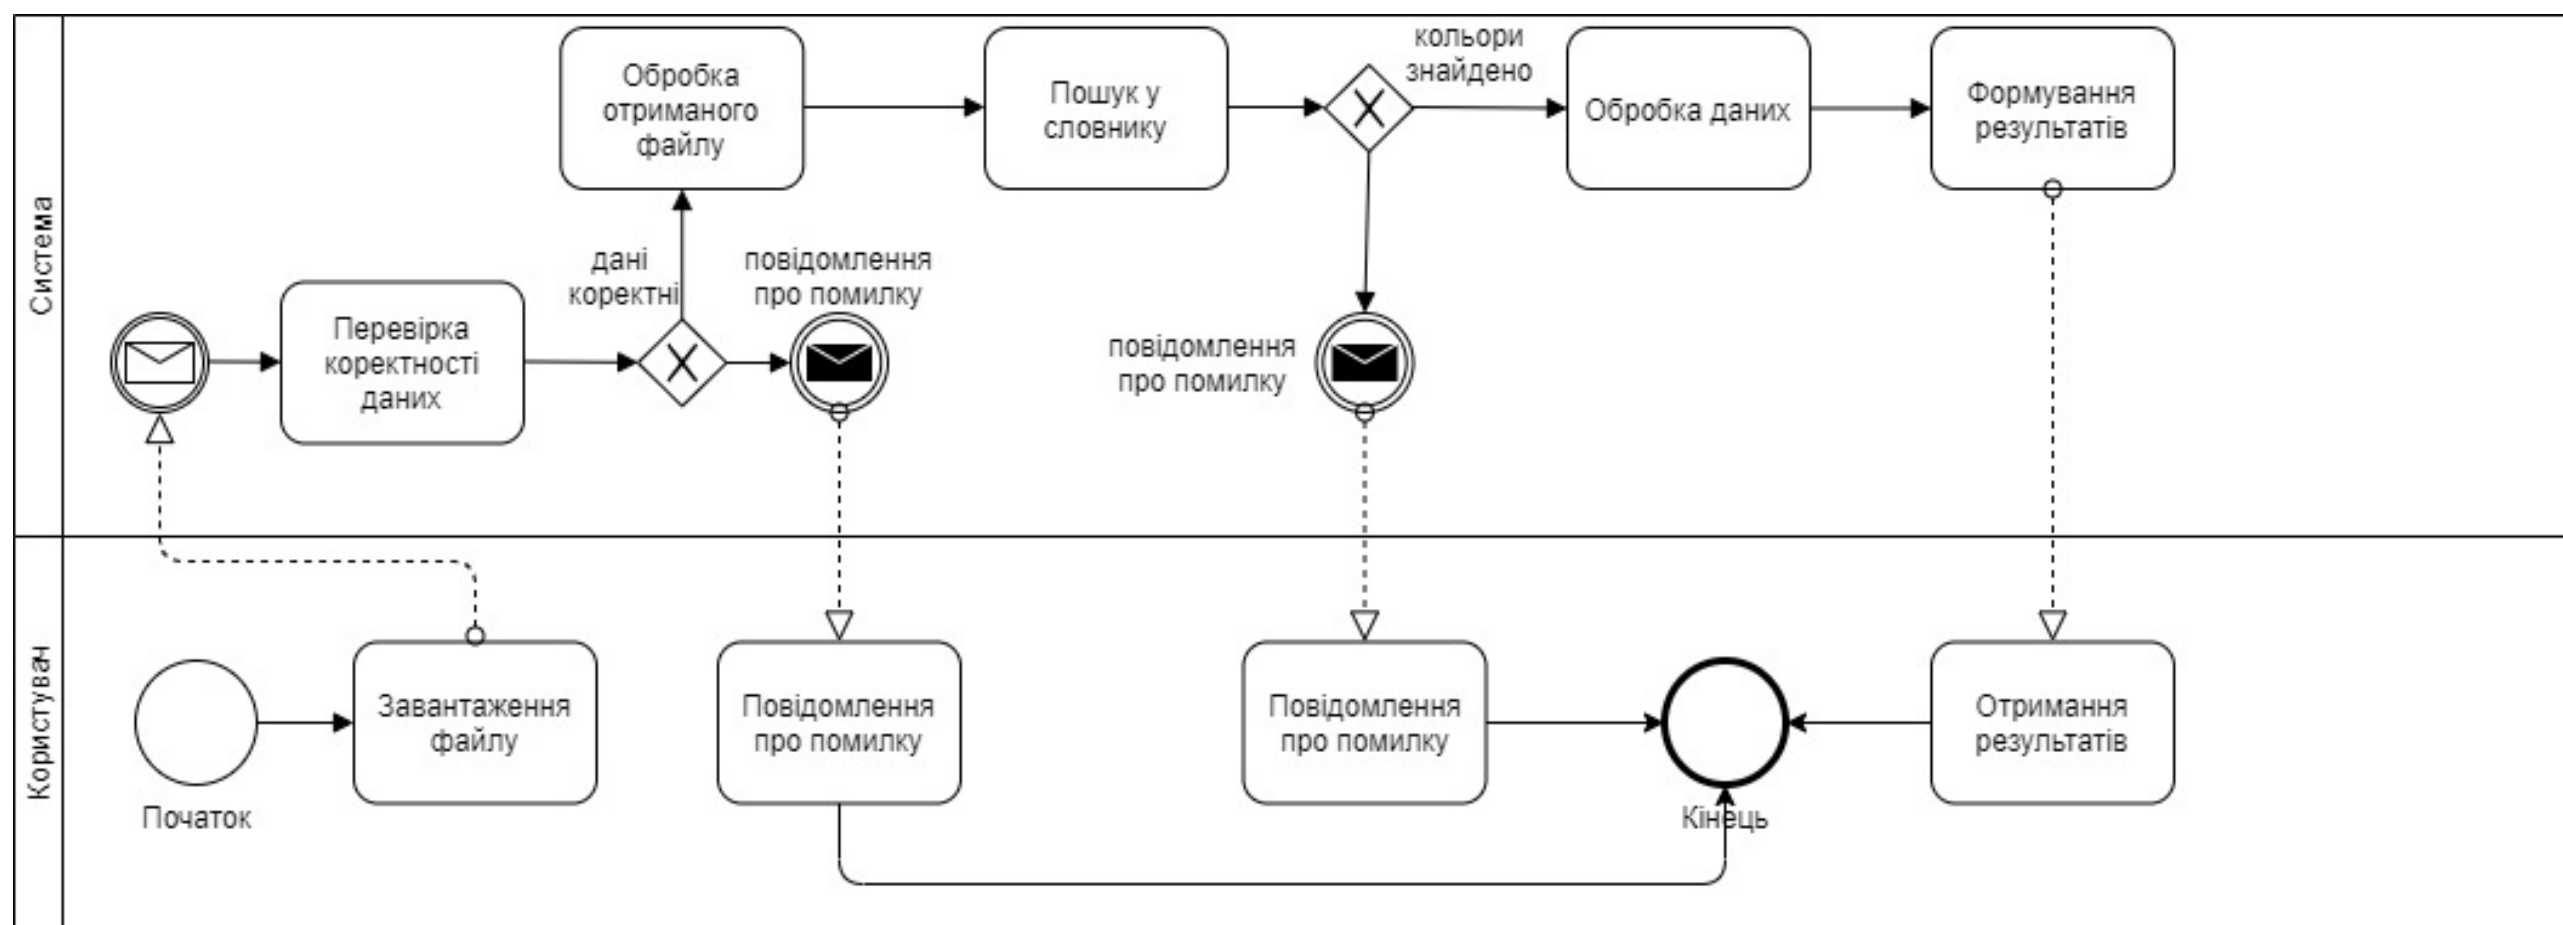 Система
Обробка
отриманого
файлу
Пошук у
словнику
кольори
знайдено
Обробка даних
Формування
результатів
дані
коректні
повідомлення
про помилку
Перевірка
коректності
даних
повідомлення
про помилку
Користувач
Початок
Завантаження
файлу
Повідомлення
про помилку
Повідомлення
про помилку
Кінець
Отримання
результатів